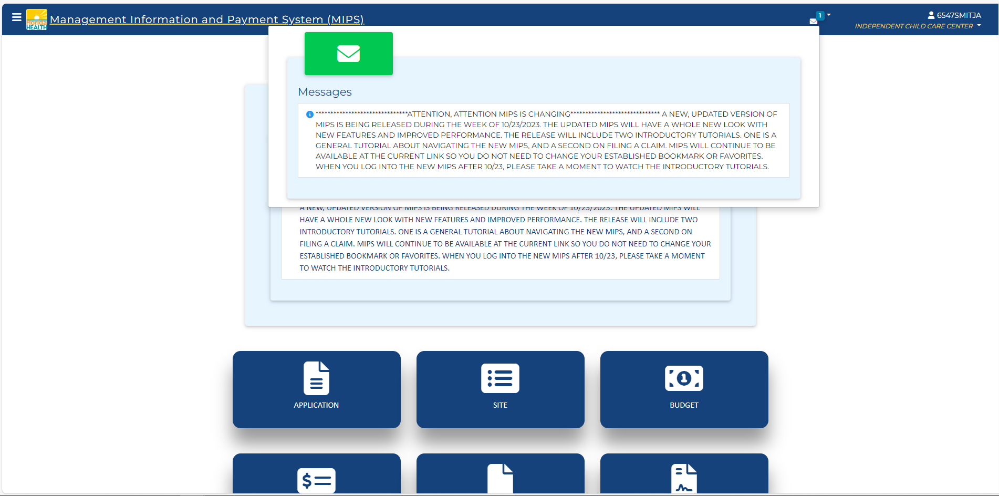 Florida
HEALTH
Management Information and Payment System (MIPS)
1
6547SMITJA
INDEPENDENT CHILD CARE CENTER
Messages
*******************************ATTENTION, ATTENTION MIPS IS CHANGING****************************** A NEW, UPDATED VERSION OF
MIPS IS BEING RELEASED DURING THE WEEK OF 10/23/2023. THE UPDATED MIPS WILL HAVE A WHOLE NEW LOOK WITH
NEW FEATURES AND IMPROVED PERFORMANCE. THE RELEASE WILL INCLUDE TWO INTRODUCTORY TUTORIALS. ONE IS A
GENERAL TUTORIAL ABOUT NAVIGATING THE NEW MIPS, AND A SECOND ON FILING A CLAIM. MIPS WILL CONTINUE TO BE
AVAILABLE AT THE CURRENT LINK SO YOU DO NOT NEED TO CHANGE YOUR ESTABLISHED BOOKMARK OR FAVORITES.
WHEN YOU LOG INTO THE NEW MIPS AFTER 10/23, PLEASE TAKE A MOMENT TO WATCH THE INTRODUCTORY TUTORIALS.
A NEW, UPDATED VERSION OF MIPS IS BEING RELEASED DURING THE WEEK OF 10/23/2023. THE UPDATED MIPS WILL
HAVE A WHOLE NEW LOOK WITH NEW FEATURES AND IMPROVED PERFORMANCE. THE RELEASE WILL INCLUDE TWO
INTRODUCTORY TUTORIALS. ONE IS A GENERAL TUTORIAL ABOUT NAVIGATING THE NEW MIPS, AND A SECOND ON
FILING A CLAIM. MIPS WILL CONTINUE TO BE AVAILABLE AT THE CURRENT LINK SO YOU DO NOT NEED TO CHANGE YOUR
ESTABLISHED BOOKMARK OR FAVORITES. WHEN YOU LOG INTO THE NEW MIPS AFTER 10/23, PLEASE TAKE A MOMENT
TO WATCH THE INTRODUCTORY TUTORIALS.
APPLICATION
SITE
BUDGET